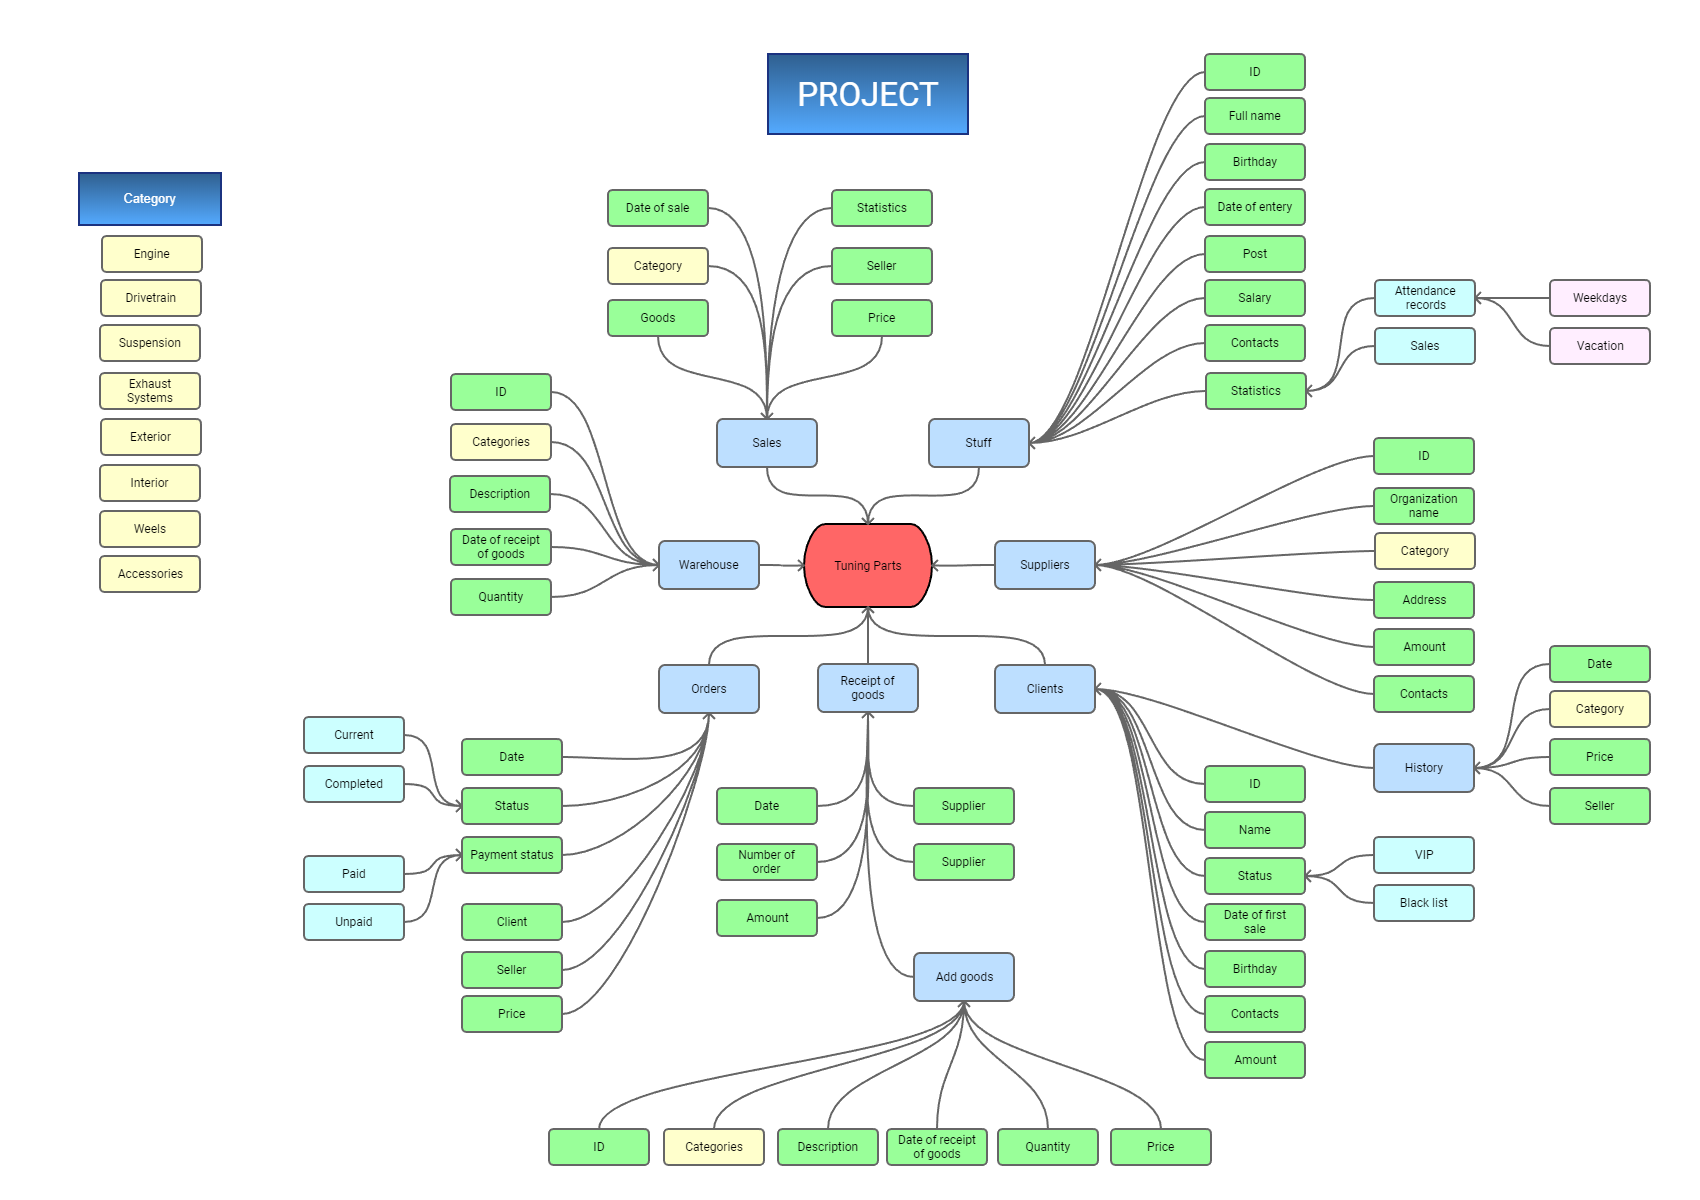 PROJECT
Category
Engine
Drivetrain
Suspension
Exhaust
Systems
Exterior
Interior
Weels
Accessories
Date of sale
Category
Goods
Statistics
Seller
Price
Sales
Stuff
ID
Full name
Birthday
Date of entery
Post
Salary
Contacts
Statistics
Attendance
records
Sales
Weekdays
Vacation
ID
Categories
Description
Date of receipt
of goods
Quantity
Warehouse
Tuning Parts
Suppliers
ID
Organization
name
Category
Address
Amount
Contacts
Orders
Receipt of
goods
Clients
Current
Completed
Paid
Unpaid
Date
Status
Payment status
Client
Seller
Price
Date
Number of
order
Amount
Supplier
Supplier
Add goods
ID
Categories
Description
Date of receipt
of goods
Quantity
Price
History
Date
Category
Price
Seller
ID
Name
Status
Date of first
sale
Birthday
Contacts
Amount
VIP
Black list